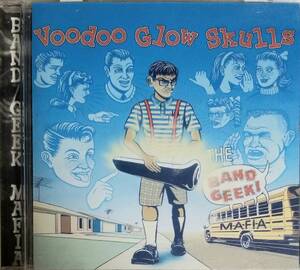 BAND GEEK MAFIA
Voodoo Glow Skulls
THE
BAND
GEEK!
MAFIA